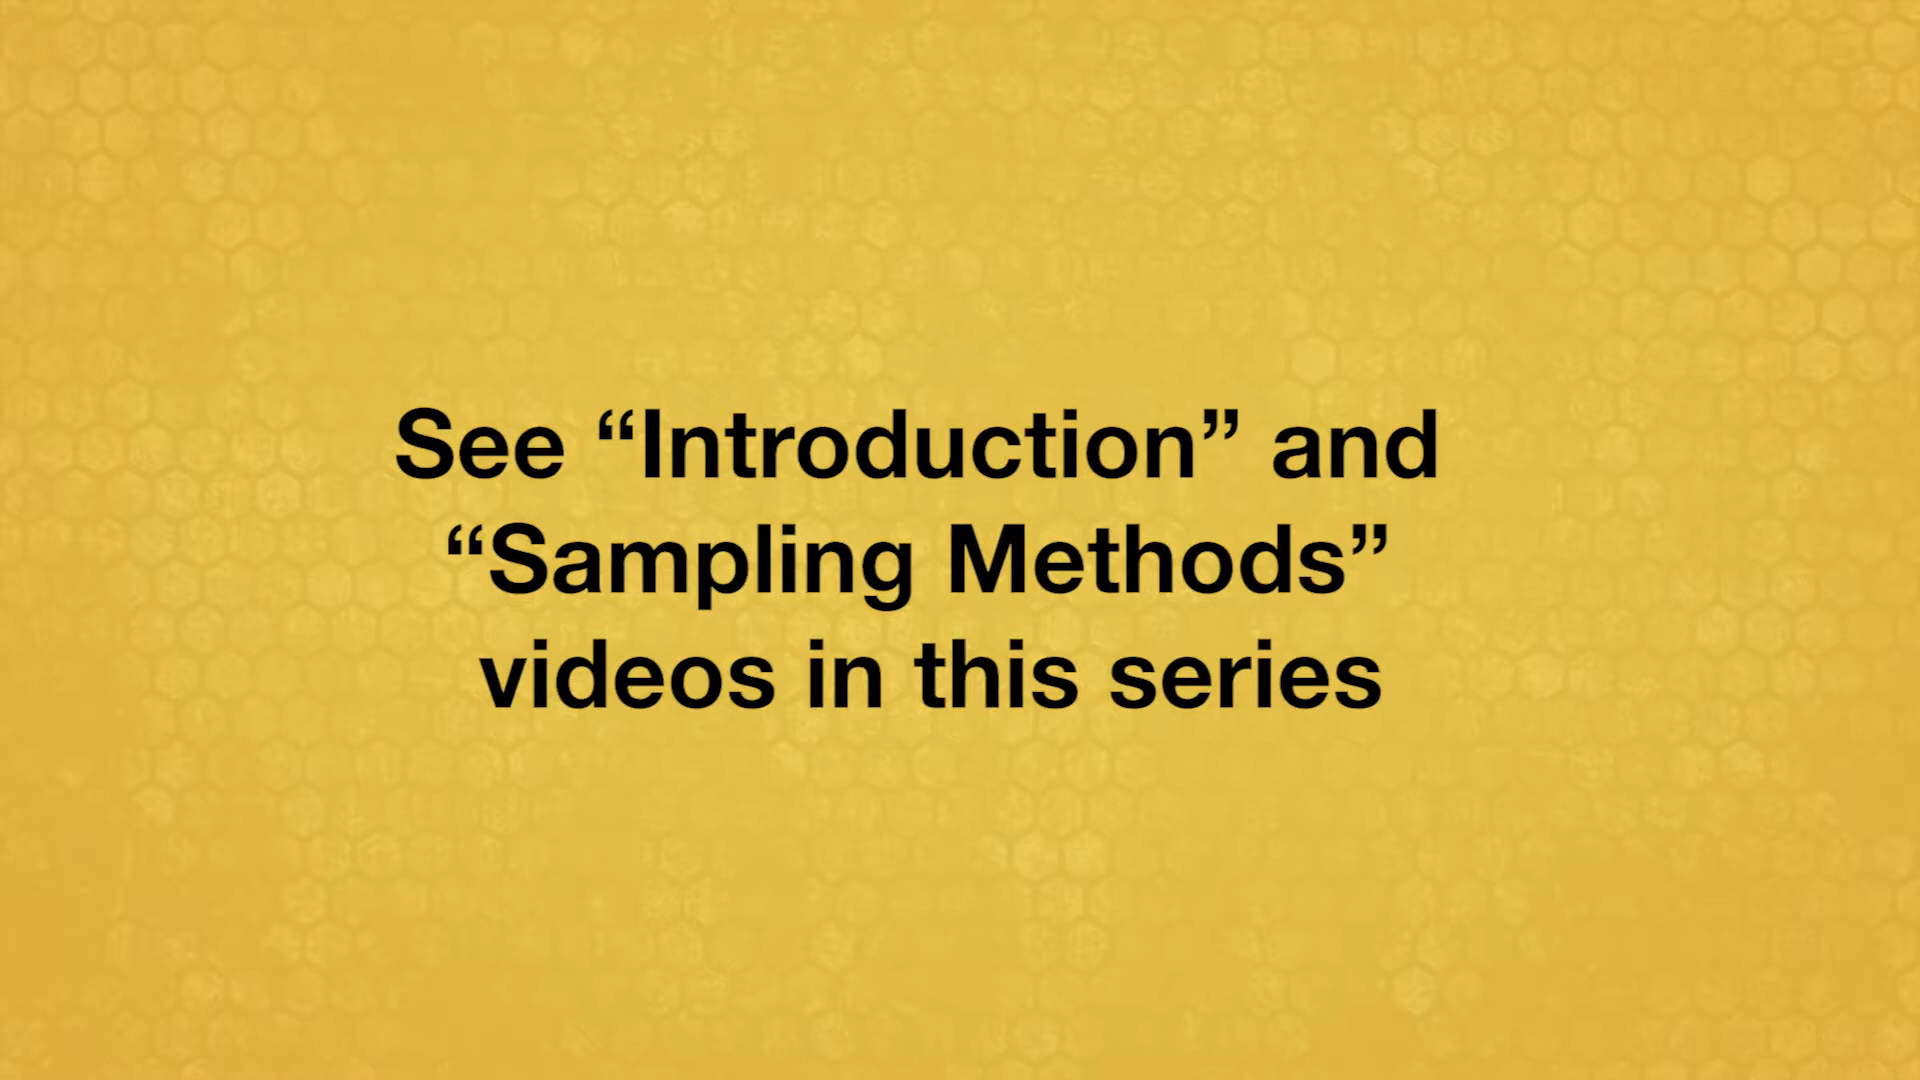 See “Introduction” and
“Sampling Methods”
videos in this series